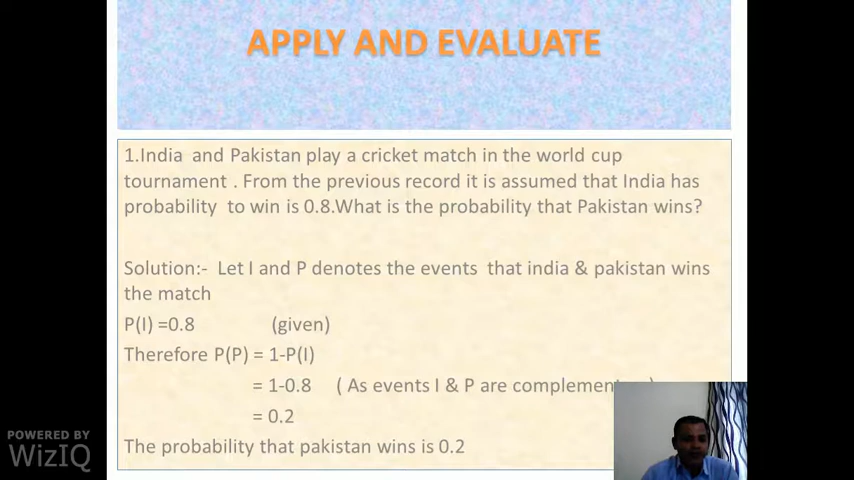 APPLY AND EVALUATE
1.India and Pakistan play a cricket match in the world cup
tournament . From the previous record it is assumed that India has
probability to win is 0.8.What is the probability that Pakistan wins?
Solution:- Let I and P denotes the events that india & pakistan wins
the match
P(I) =0.8 (given)
Therefore P(P) = 1-P(I)
= 1-0.8 ( As events I & P are complement )
= 0.2
The probability that pakistan wins is 0.2
POWERED BY
WizIQ